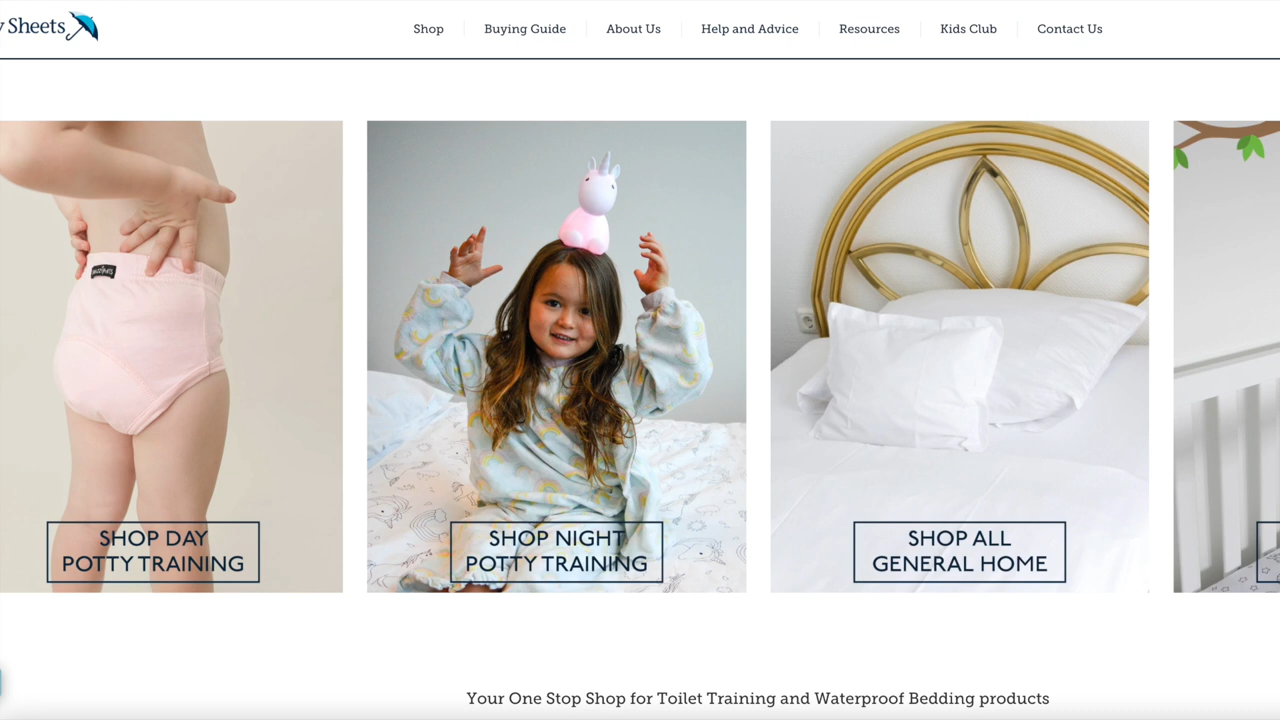 Sheets
Shop
Buying Guide
About Us
Help and Advice
Resources
Kids Club
Contact Us
SHOP DAY
POTTY TRAINING
SHOP NIGHT
POTTY TRAINING
SHOP ALL
GENERAL HOME
Your One Stop Shop for Toilet Training and Waterproof Bedding products